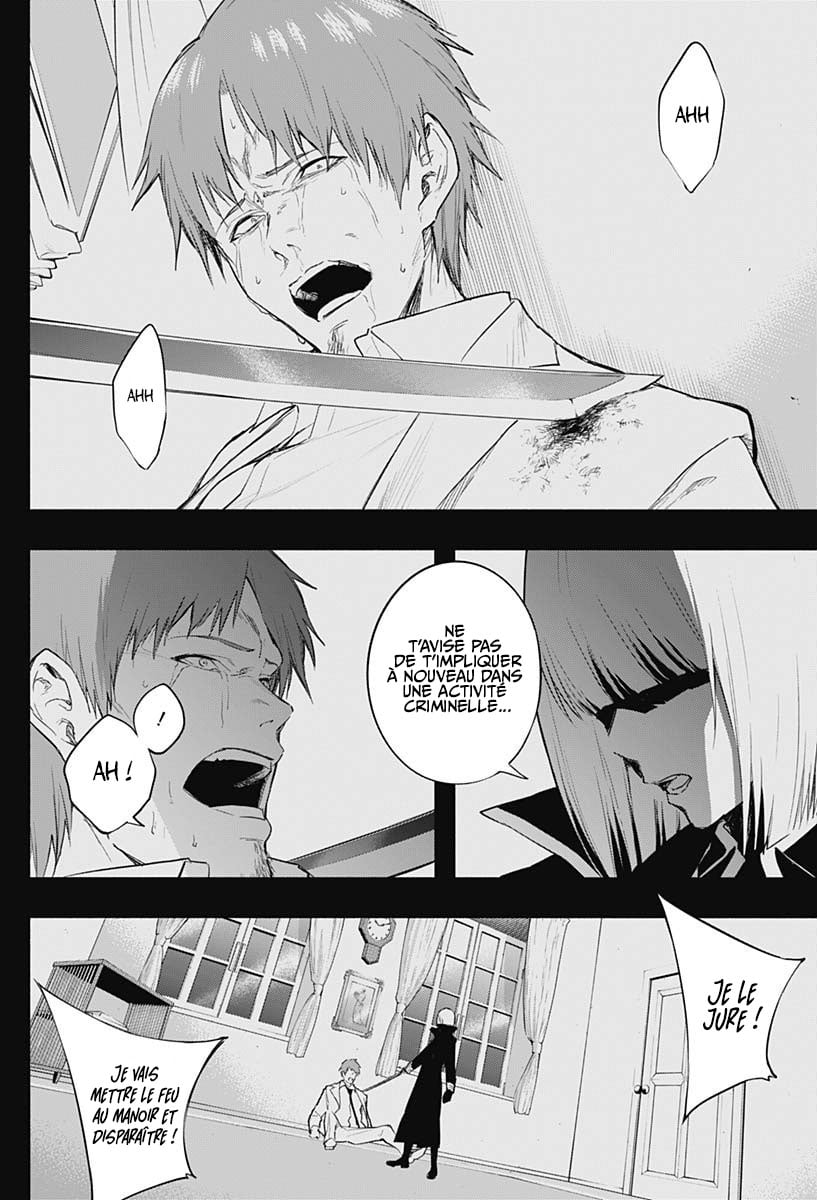 AHH
AHH
NE
T'AVISE PAS
DE T'IMPLIQUER
À NOUVEAU DANS
UNE ACTIVITÉ
CRIMINELLE...
!
AH !
JE LE
JURE !
JE VAIS
METTRE LE FEU
AU MANOIR ET
DISPARAÎTRE !